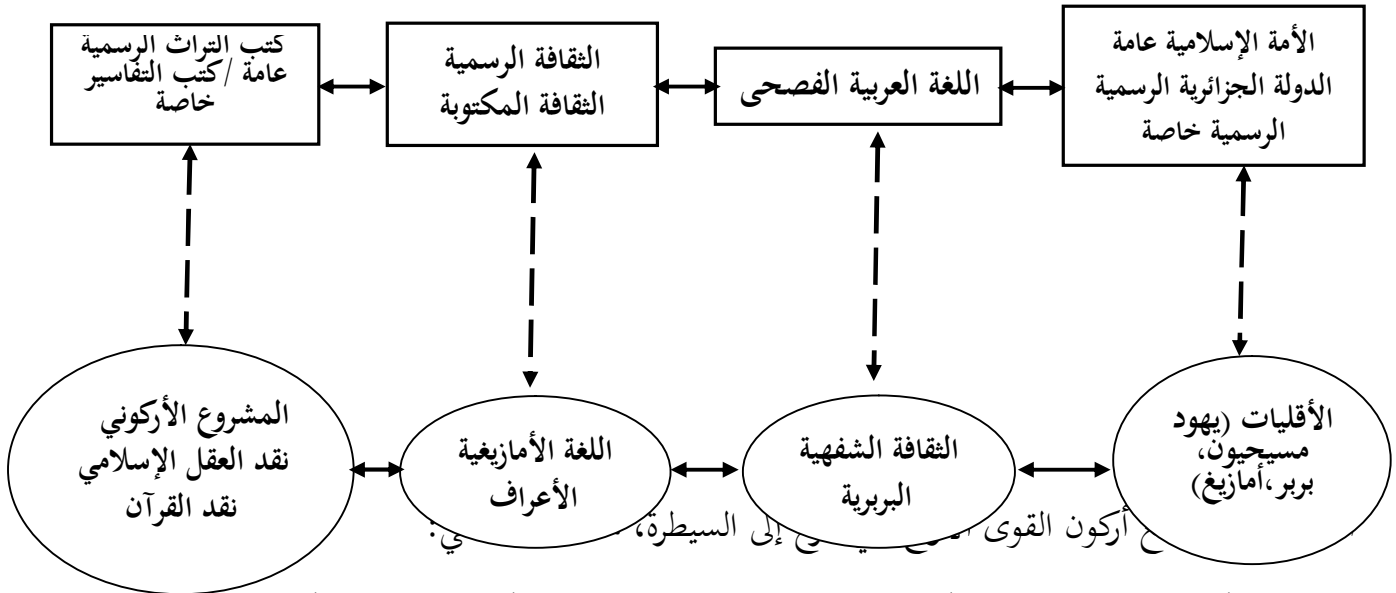 الأمة الإسلامية عامة
الدولة الجزائرية الرسمية
الرسمية خاصة
اللغة العربية الفصحى
الثقافة الرسمية
الثقافة المكتوبة
كتب التراث الرسمية
عامة /كتب التفاسير
خاصة
الأقليات (يهود
مسيحيون،
بربر،أمازيغ)
الثقافة الشفهية
البربرية
اللغة الأمازيغية
الأعراف
المشروع الأركوني
نقد العقل الإسلامي
نقد القرآن
أركون القوى إلى السيطرة،